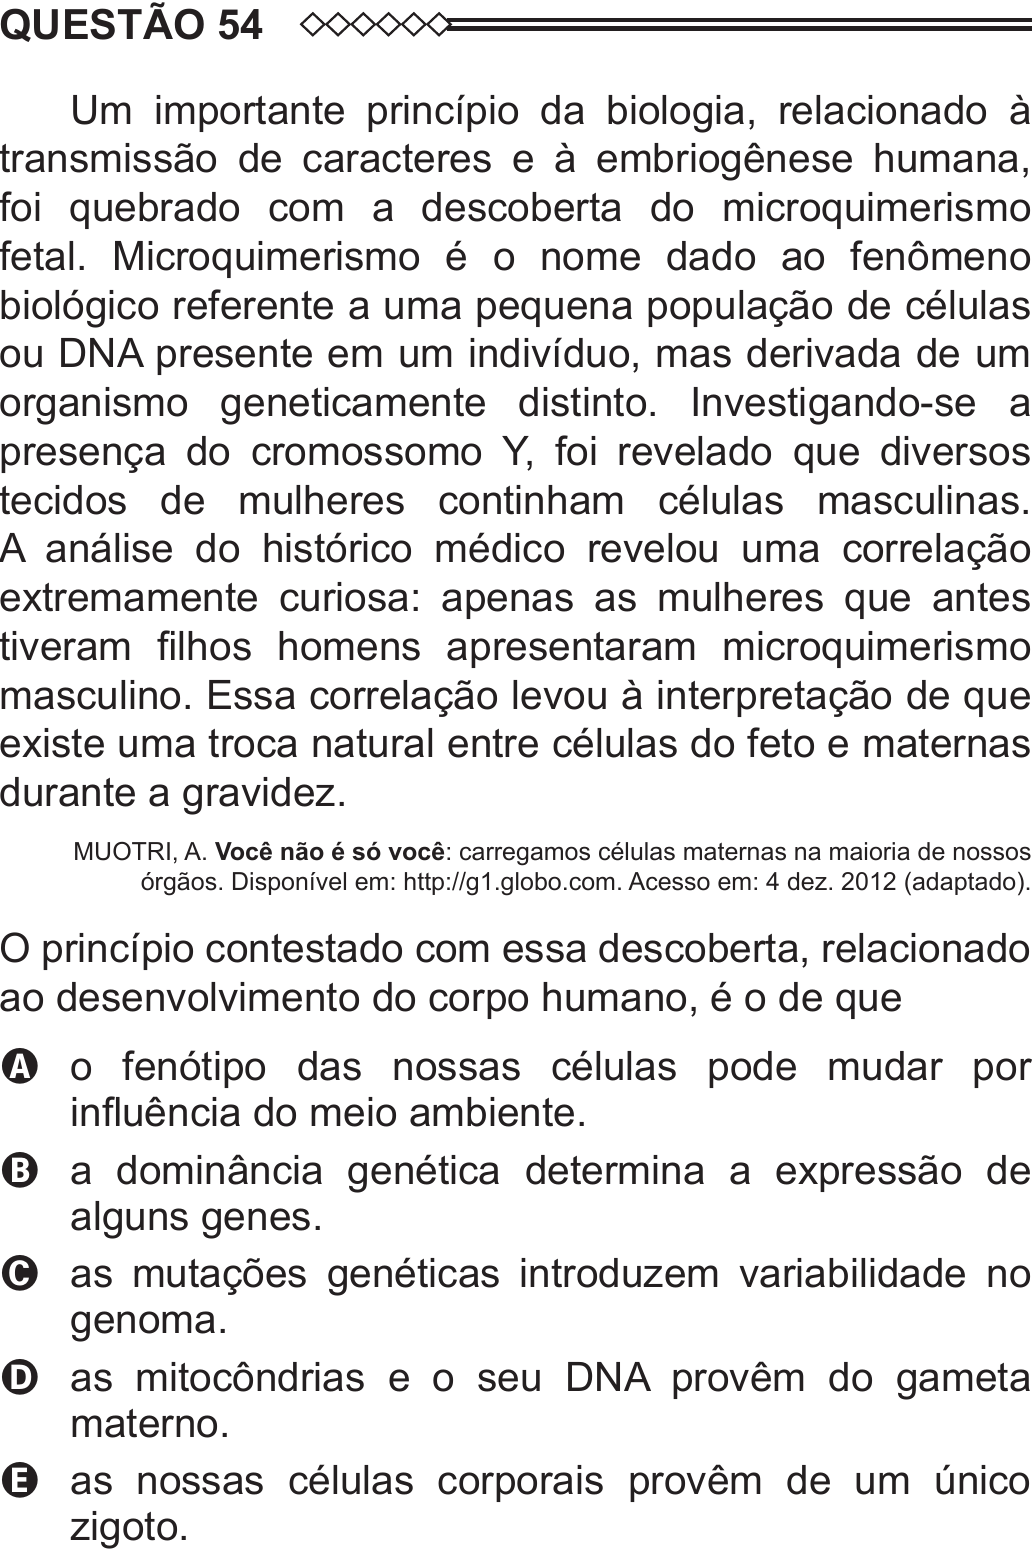 QUESTÃO 54
Um importante princípio da biologia, relacionado à
transmissão de caracteres e à embriogênese humana,
foi quebrado com a descoberta do microquimerismo
fetal. Microquimerismo é o nome dado ao fenômeno
biológico referente a uma pequena população de células
ou DNA presente em um indivíduo, mas derivada de um
organismo geneticamente distinto. Investigando-se a
presença do cromossomo Y, foi revelado que diversos
tecidos de mulheres continham células masculinas.
A análise do histórico médico revelou uma correlação
extremamente curiosa: apenas as mulheres que antes
tiveram filhos homens apresentaram microquimerismo
masculino. Essa correlação levou à interpretação de que
existe uma troca natural entre células do feto e maternas
durante a gravidez.
MUOTRI, A. Você não é só você: carregamos células maternas na maioria de nossos
órgãos. Disponível em: http://g1.globo.com. Acesso em: 4 dez. 2012 (adaptado).
O princípio contestado com essa descoberta, relacionado
ao desenvolvimento do corpo humano, é o de que
A o fenótipo das nossas células pode mudar por
influência do meio ambiente.
B a dominância genética determina a expressão de
alguns genes.
C as mutações genéticas introduzem variabilidade no
genoma.
D as mitocôndrias e o seu DNA provêm do gameta
materno.
E as nossas células corporais provêm de um único
zigoto.